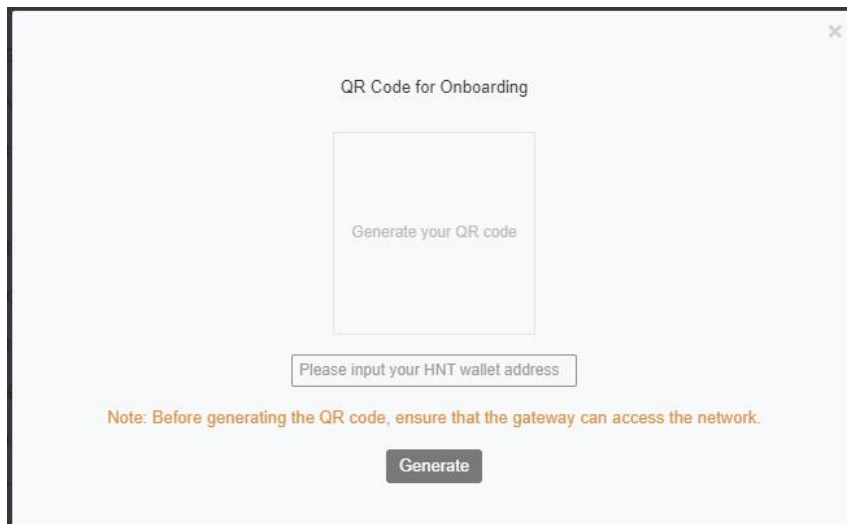 QR Code for Onboarding
Generate your QR code
Please input your HNT wallet address
Note: Before generating the QR code, ensure that the gateway can access the network.
Generate